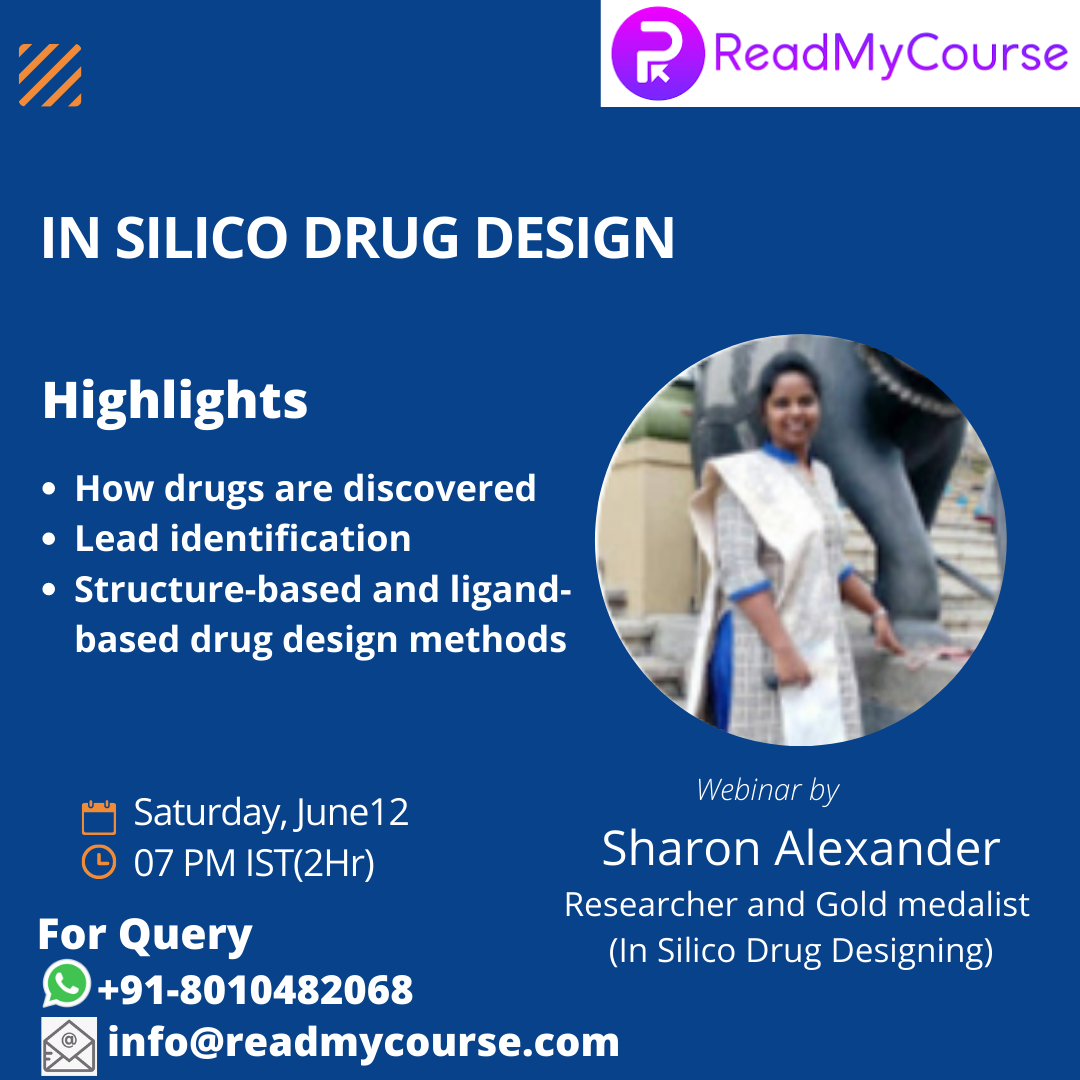 ReadMyCourse
IN SILICO DRUG DESIGN
Highlights
• How drugs are discovered
• Lead identification
• Structure-based and ligand-
based drug design methods
Saturday, June12
07 PM IST(2Hr)
Webinar by
Sharon Alexander
Researcher and Gold medalist
(In Silico Drug Designing)
For Query
+91-8010482068
info@readmycourse.com